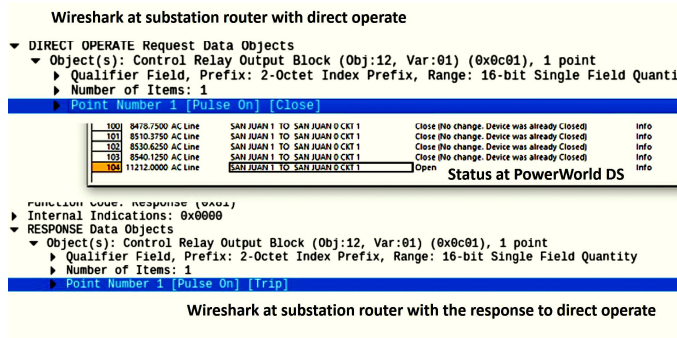 Wireshark at substation router with direct operate
DIRECT OPERATE Request Data Objects
Object(s): Control Relay Output Block (Obj:12, Var:01) (0x0c01), 1 point
Qualifier Field, Prefix: 2-Octet Index Prefix, Range: 16-bit Single Field Quanti
Number of Items: 1
Point Number 1 [Pulse On] [Close]
100 8478.7500 AC Line SAN JUAN 1 TO SAN JUAN 0 CKT 1 Close (No change. Device was already Closed) Info
101 8510.3750 AC Line SAN JUAN 1 TO SAN JUAN 0 CKT 1 Close (No change. Device was already Closed) Info
102 8530.6250 AC Line SAN JUAN 1 TO SAN JUAN 0 CKT 1 Close (No change. Device was already Closed) Info
103 8540.1250 AC Line SAN JUAN 1 TO SAN JUAN 0 CKT 1 Close (No change. Device was already Closed) Info
104 11212.0000 AC Line SAN JUAN 1 TO SAN JUAN 0 CKT 1 Open Info
Status at PowerWorld DS
Function Code: Response (0x81)
Internal Indications: 0x0000
RESPONSE Data Objects
Object(s): Control Relay Output Block (Obj:12, Var:01) (0x0c01), 1 point
Qualifier Field, Prefix: 2-Octet Index Prefix, Range: 16-bit Single Field Quantity
Number of Items: 1
Point Number 1 [Pulse On] [Trip]
Wireshark at substation router with the response to direct operate